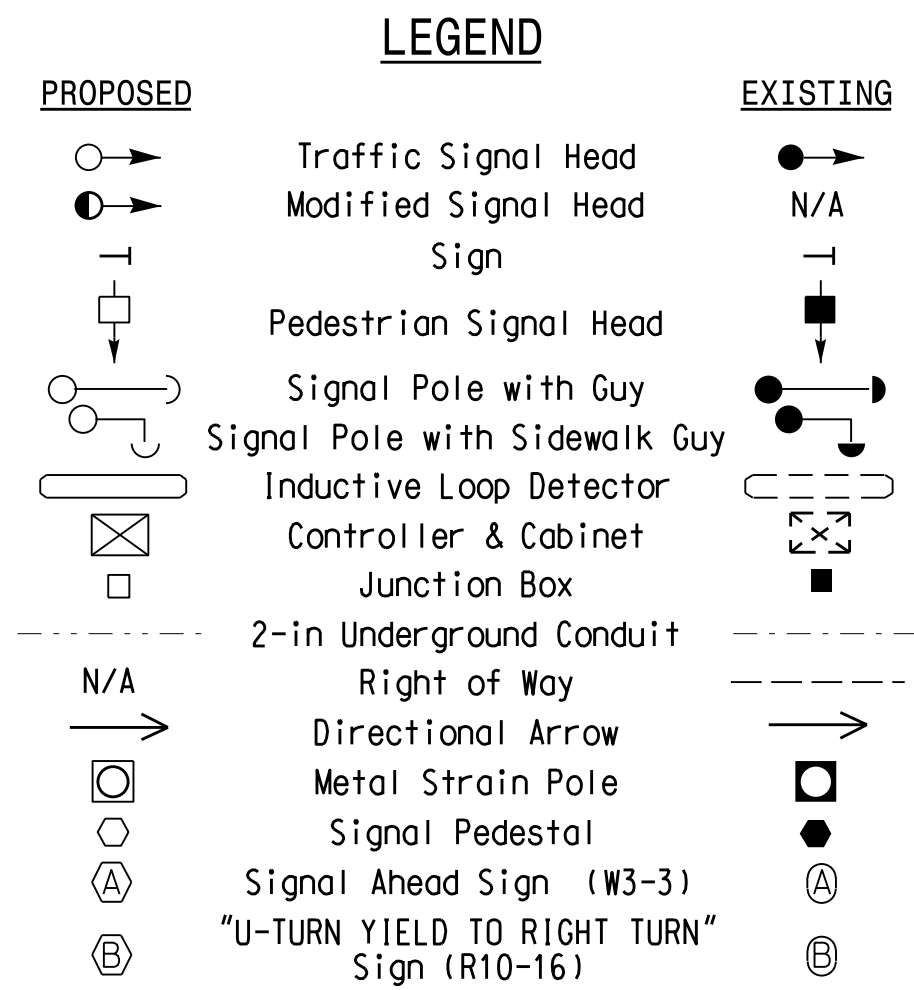 LEGEND
PROPOSED EXISTING
Traffic Signal Head
Modified Signal Head N/A
Sign
Pedestrian Signal Head
Signal Pole with Guy
Signal Pole with Sidewalk Guy
Inductive Loop Detector
Controller & Cabinet
Junction Box
2-in Underground Conduit
N/A Right of Way
Directional Arrow
Metal Strain Pole
Signal Pedestal
A Signal Ahead Sign (W3-3) A
"U-TURN YIELD TO RIGHT TURN"
B Sign (R10-16) B